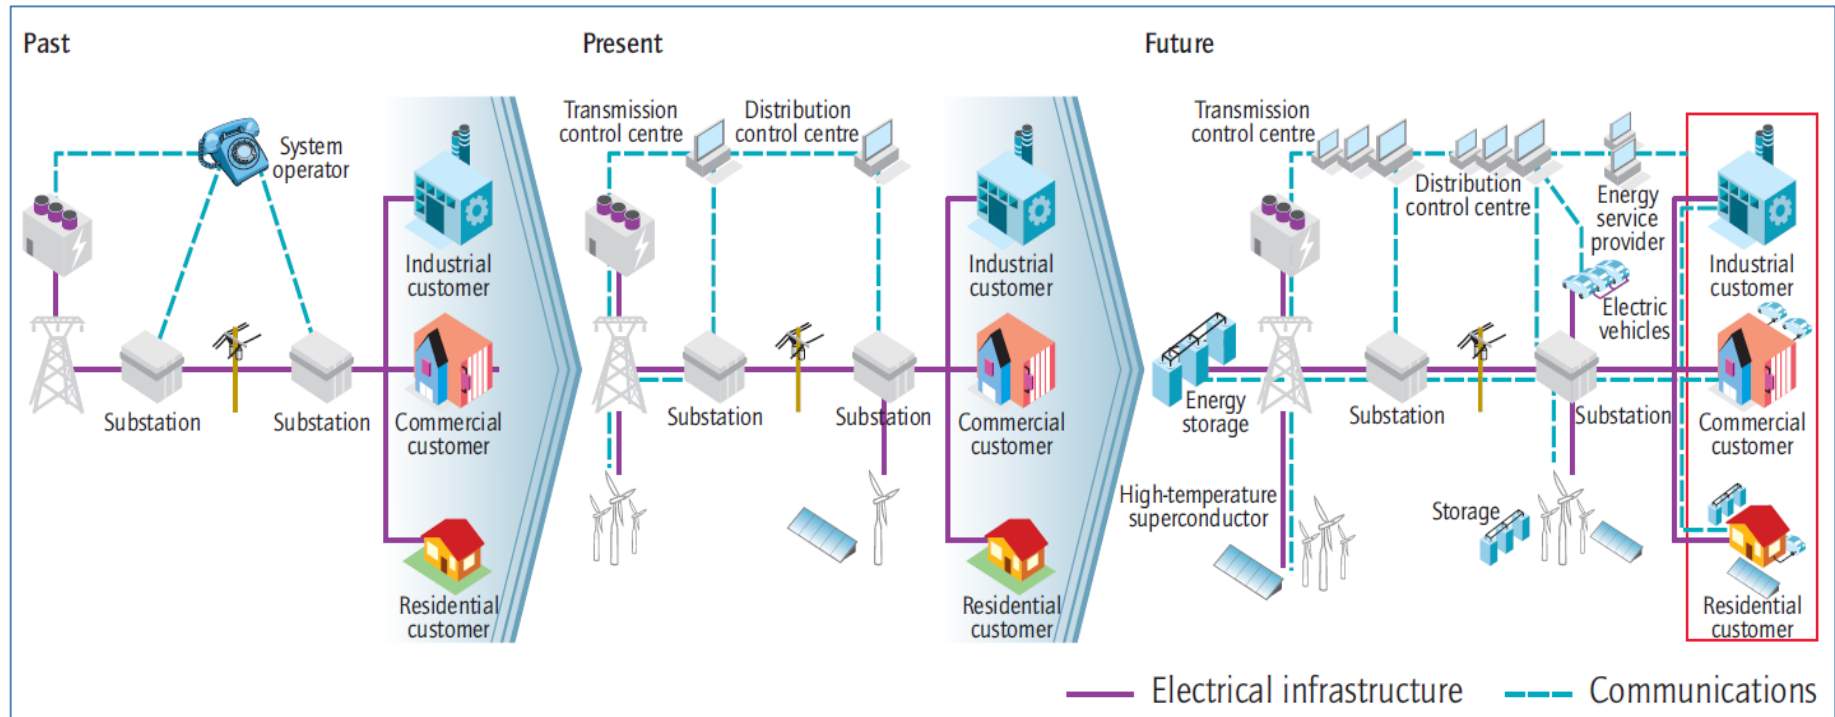 Past
System
operator
Substation
Substation
Industrial
customer
Commercial
customer
Residential
customer
Present
Transmission
control centre
Distribution
control centre
Substation
Substation
Industrial
customer
Commercial
customer
Residential
customer
Future
Transmission
control centre
Distribution
control centre
Energy
service
provider
Electric
vehicles
Energy
storage
Substation
Substation
High-temperature
superconductor
Storage
Industrial
customer
Commercial
customer
Residential
customer
Electrical infrastructure
Communications